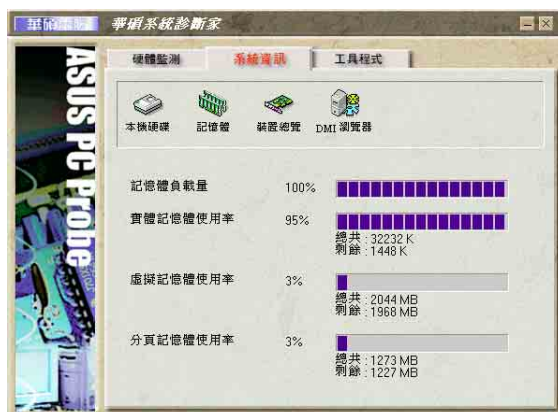 華碩系統診斷家
硬體監測
系統資訊
工具程式
ASUS PC Probe
本機硬碟
記憶體
裝置總覽
DMI 瀏覽器
記憶體負載量 100%
實體記憶體使用率 95%
總共 : 32232 K
剩餘 : 1448 K
虛擬記憶體使用率 3%
總共 : 2044 MB
剩餘 : 1968 MB
分頁記憶體使用率 3%
總共 : 1273 MB
剩餘 : 1227 MB